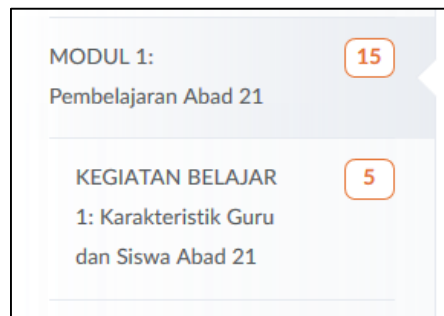 MODUL 1:
15
Pembelajaran Abad 21
KEGIATAN BELAJAR
5
1: Karakteristik Guru
dan Siswa Abad 21